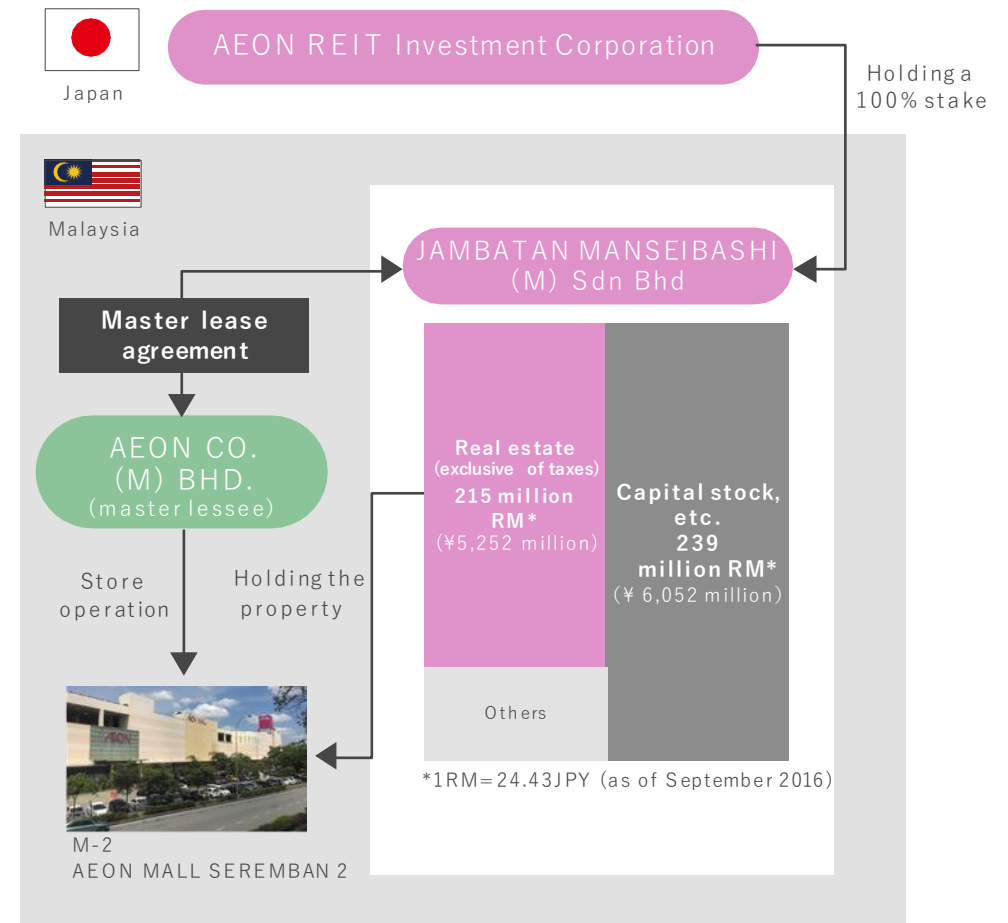 AEON REIT Investment Corporation
Japan
Holding a
100% stake
Malaysia
JAMBATAN MANSEIBASHI
(M) Sdn Bhd
Master lease
agreement
AEON CO.
(M) BHD.
(master lessee)
Real estate
(exclusive of taxes)
215 million
RM*
(¥5,252 million)
Capital stock,
etc.
239
million RM*
(¥ 6,052 million)
Store
operation
Holding the
property
Others
AEON
*1RM=24.43JPY (as of September 2016)
M-2
AEON MALL SEREMBAN 2